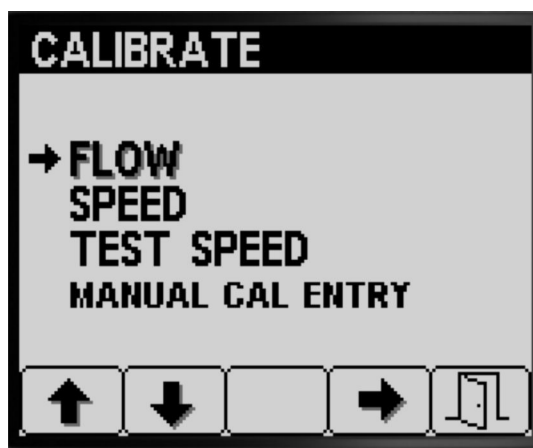 CALIBRATE
FLOW
SPEED
TEST SPEED
MANUAL CAL ENTRY